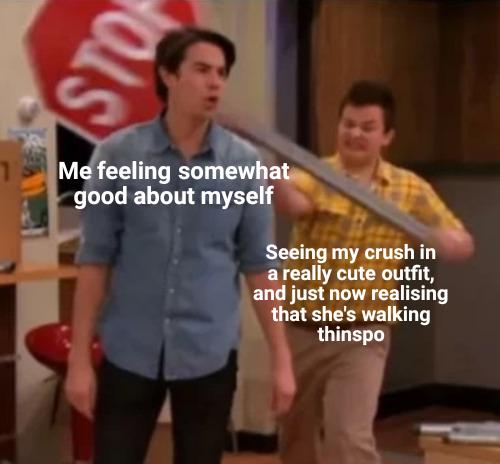 STOP
Me feeling somewhat
good about myself
Seeing my crush in
a really cute outfit,
and just now realising
that she's walking
thinspo